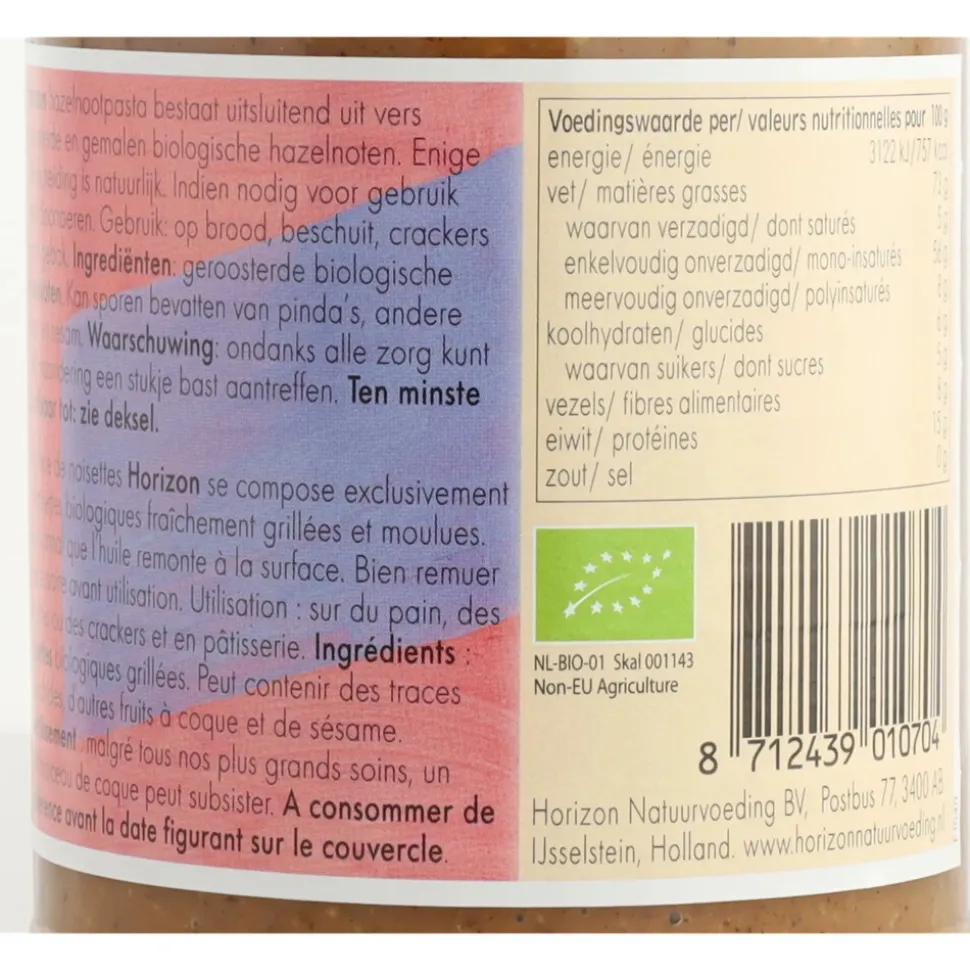 hazelnootpasta bestaat uitsluitend uit vers
en gemalen biologische hazelnoten. Enige
is natuurlijk. Indien nodig voor gebruik
Gebruik: op brood, beschuit, crackers
Ingrediënten: geroosterde biologische
Kan sporen bevatten van pinda's, andere
sesam. Waarschuwing: ondanks alle zorg kunt
een stukje bast aantreffen. Ten minste
tot: zie deksel.
de noisettes Horizon se compose exclusivement
biologiques fraîchement grillées et moulues.
que l'huile remonte à la surface. Bien remuer
avant utilisation. Utilisation : sur du pain, des
des crackers et en pâtisserie. Ingrédients :
biologiques grillées. Peut contenir des traces
d'autres fruits à coque et de sésame.
malgré tous nos plus grands soins, un
de coque peut subsister. A consommer de
avant la date figurant sur le couvercle.
Voedingswaarde per/ valeurs nutritionnelles pour 100 g
energie/ énergie 3122 kJ/757
vet/ matières grasses
waarvan verzadigd/ dont saturés
enkelvoudig onverzadigd/ mono-insaturés
meervoudig onverzadigd/ polyinsaturés
koolhydraten/ glucides
waarvan suikers/ dont sucres
vezels/ fibres alimentaires
eiwit/ protéines
zout/ sel
NL-BIO-01 Skal 001143
Non-EU Agriculture
8 712439 010704
Horizon Natuurvoeding BV, Postbus 77, 3400 AB
IJsselstein, Holland. www.horizonnatuurvoeding.nl